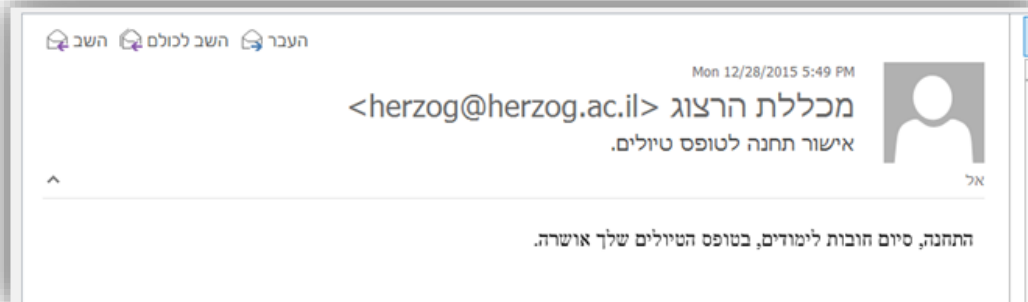 השב השב לכולם העבר
Mon 12/28/2015 5:49 PM
מכללת הרצוג <herzog@herzog.ac.il>
אישור תחנה לטופס טיולים.
אל
התחנה, סיום חובות לימודים, בטופס הטיולים שלך אושרה.